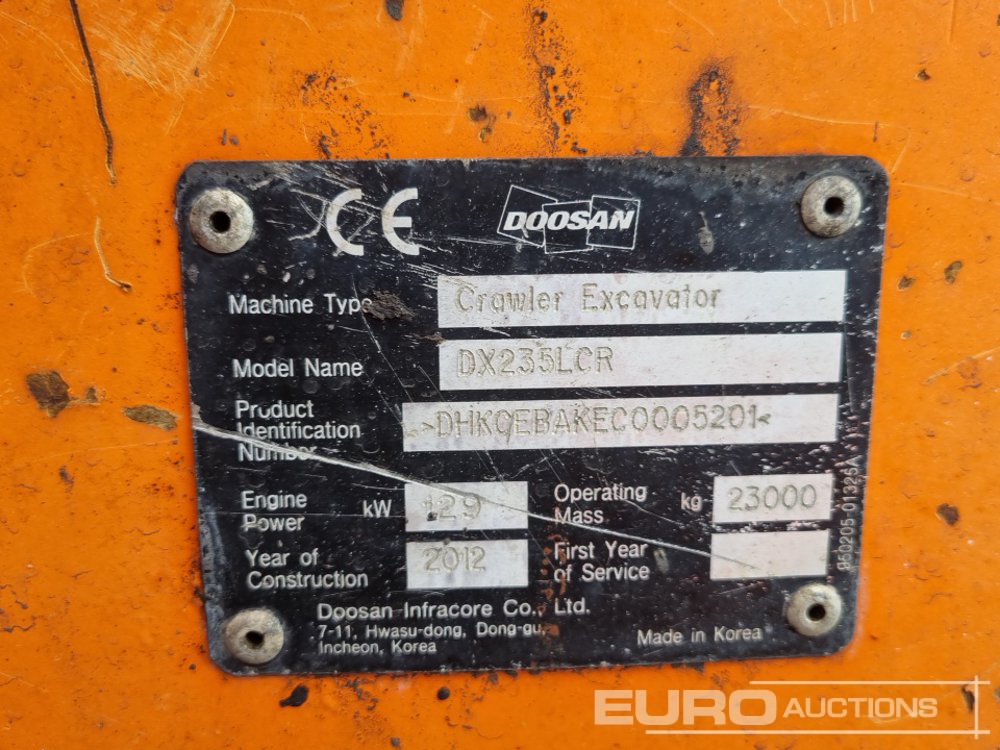 CE DOOSAN
Machine Type Crawler Excavator
Model Name DX235LCR
Product
Identification
Number >DHKCEBAKEC0005201<
Engine
Power kW 129
Operating
Mass kg 23000
Year of
Construction 2012
First Year
of Service
950205-01325A
Doosan Infracore Co., Ltd.
7-11, Hwasu-dong, Dong-gu,
Incheon, Korea
Made in Korea
EURO AUCTIONS